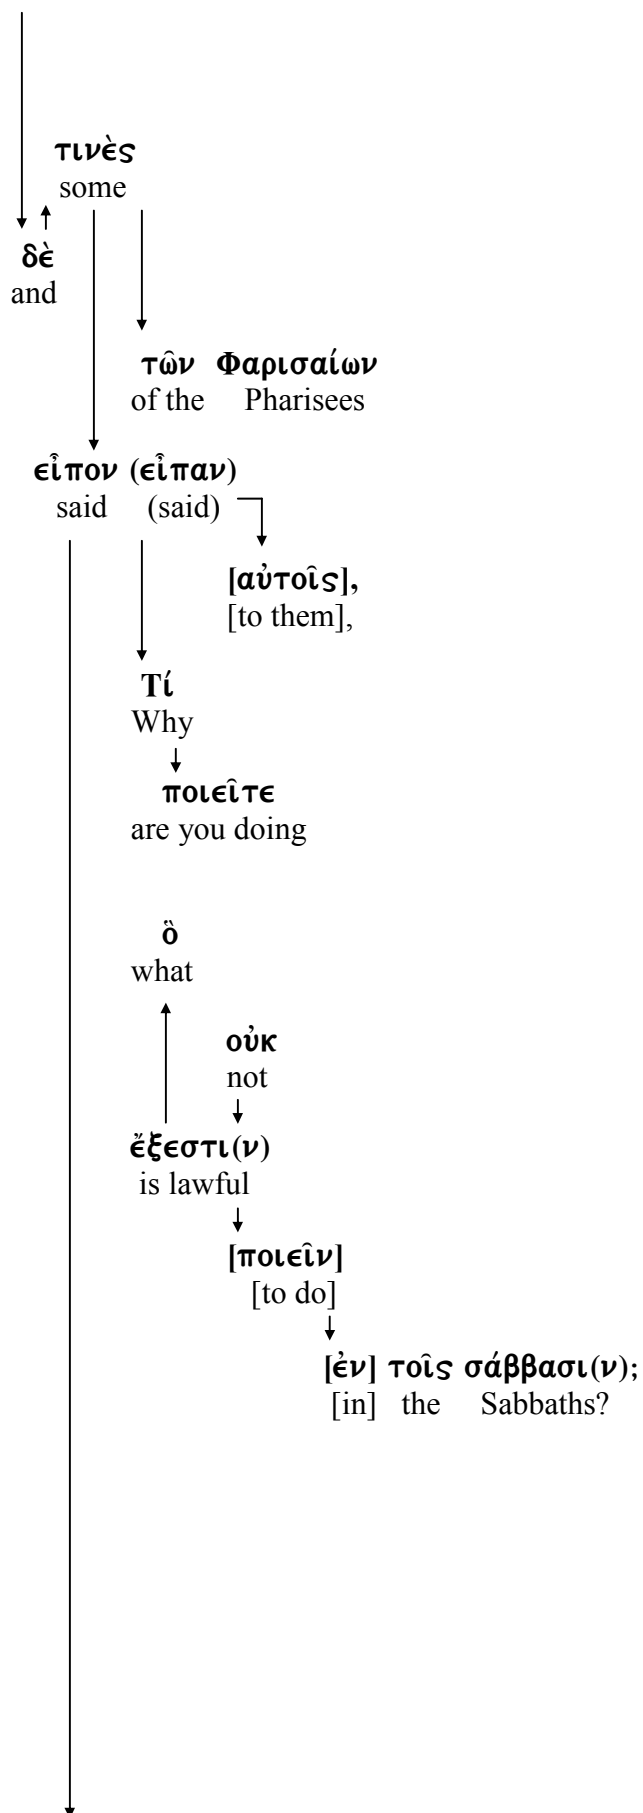 τινὲς
some
δὲ
and
τῶν Φαρισαίων
of the Pharisees
εἶπον (εἶπαν)
said (said)
[αὐτοῖς],
[to them],
Τί
Why
ποιεῖτε
are you doing
ὃ
what
οὐκ
not
ἔξεστι(ν)
is lawful
[ποιεῖν]
[to do]
[ἐν] τοῖς σάββασι(ν);
[in] the Sabbaths?